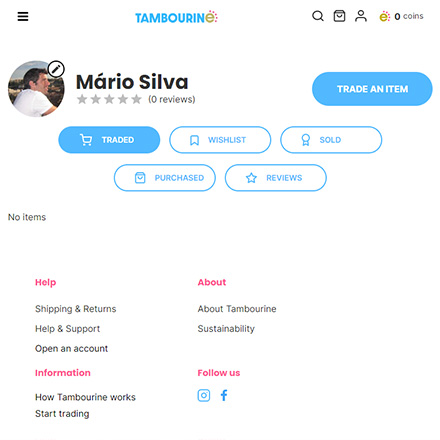 TAMBOURINE
0 coins
Mário Silva
(0 reviews)
TRADE AN ITEM
TRADED
WISHLIST
SOLD
PURCHASED
REVIEWS
No items
Help
About
Shipping & Returns
About Tambourine
Help & Support
Sustainability
Open an account
Information
Follow us
How Tambourine works
Start trading